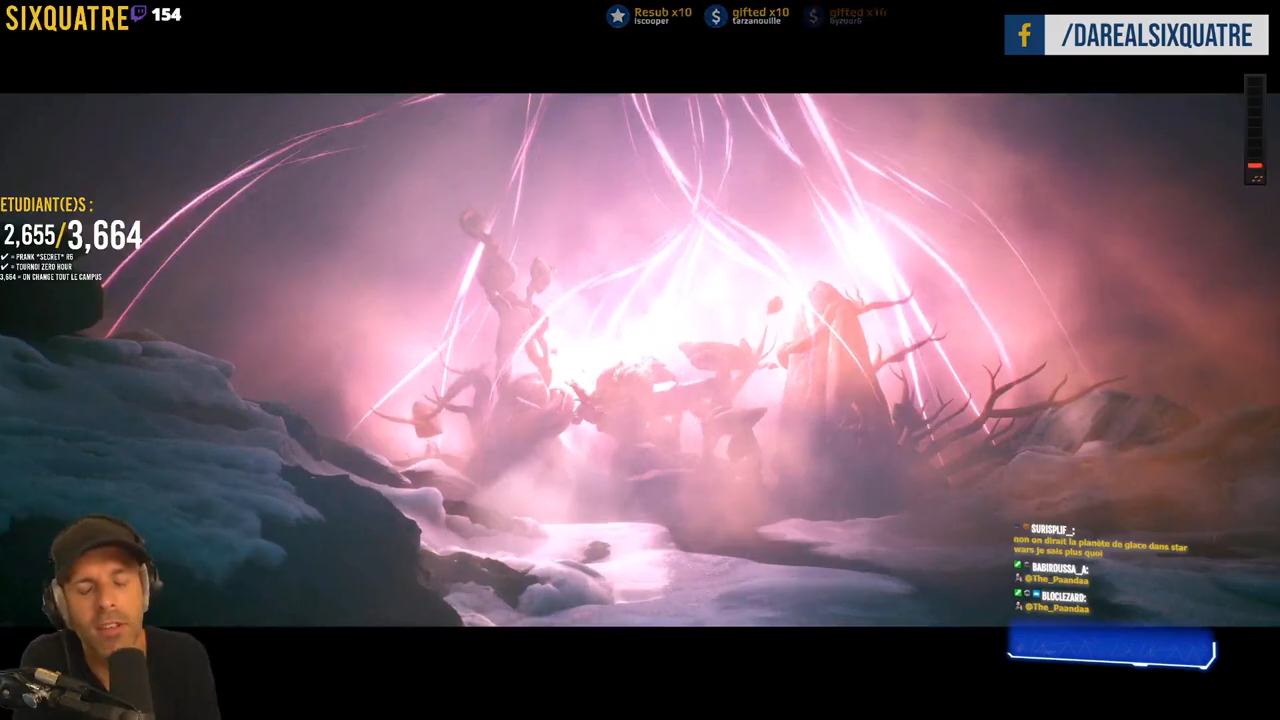 SIXQUATRE 154
Resub x10
lscooper
gifted x10
tarzanouille
gifted x10
f /DAREALSIXQUATRE
ETUDIANT(E)S :
2,655/3,664
✔ = PRANK *SECRET* R6
✔ = TOURNOI ZERO HOUR
3,664 = ON CHANGE TOUT LE CAMPUS
SURISPLIF_:
non on dirait la planète de glace dans star
wars je sais plus quoi
BABIROUSSA_A:
@The_Paandaa
BLOCLEZARD:
@The_Paandaa